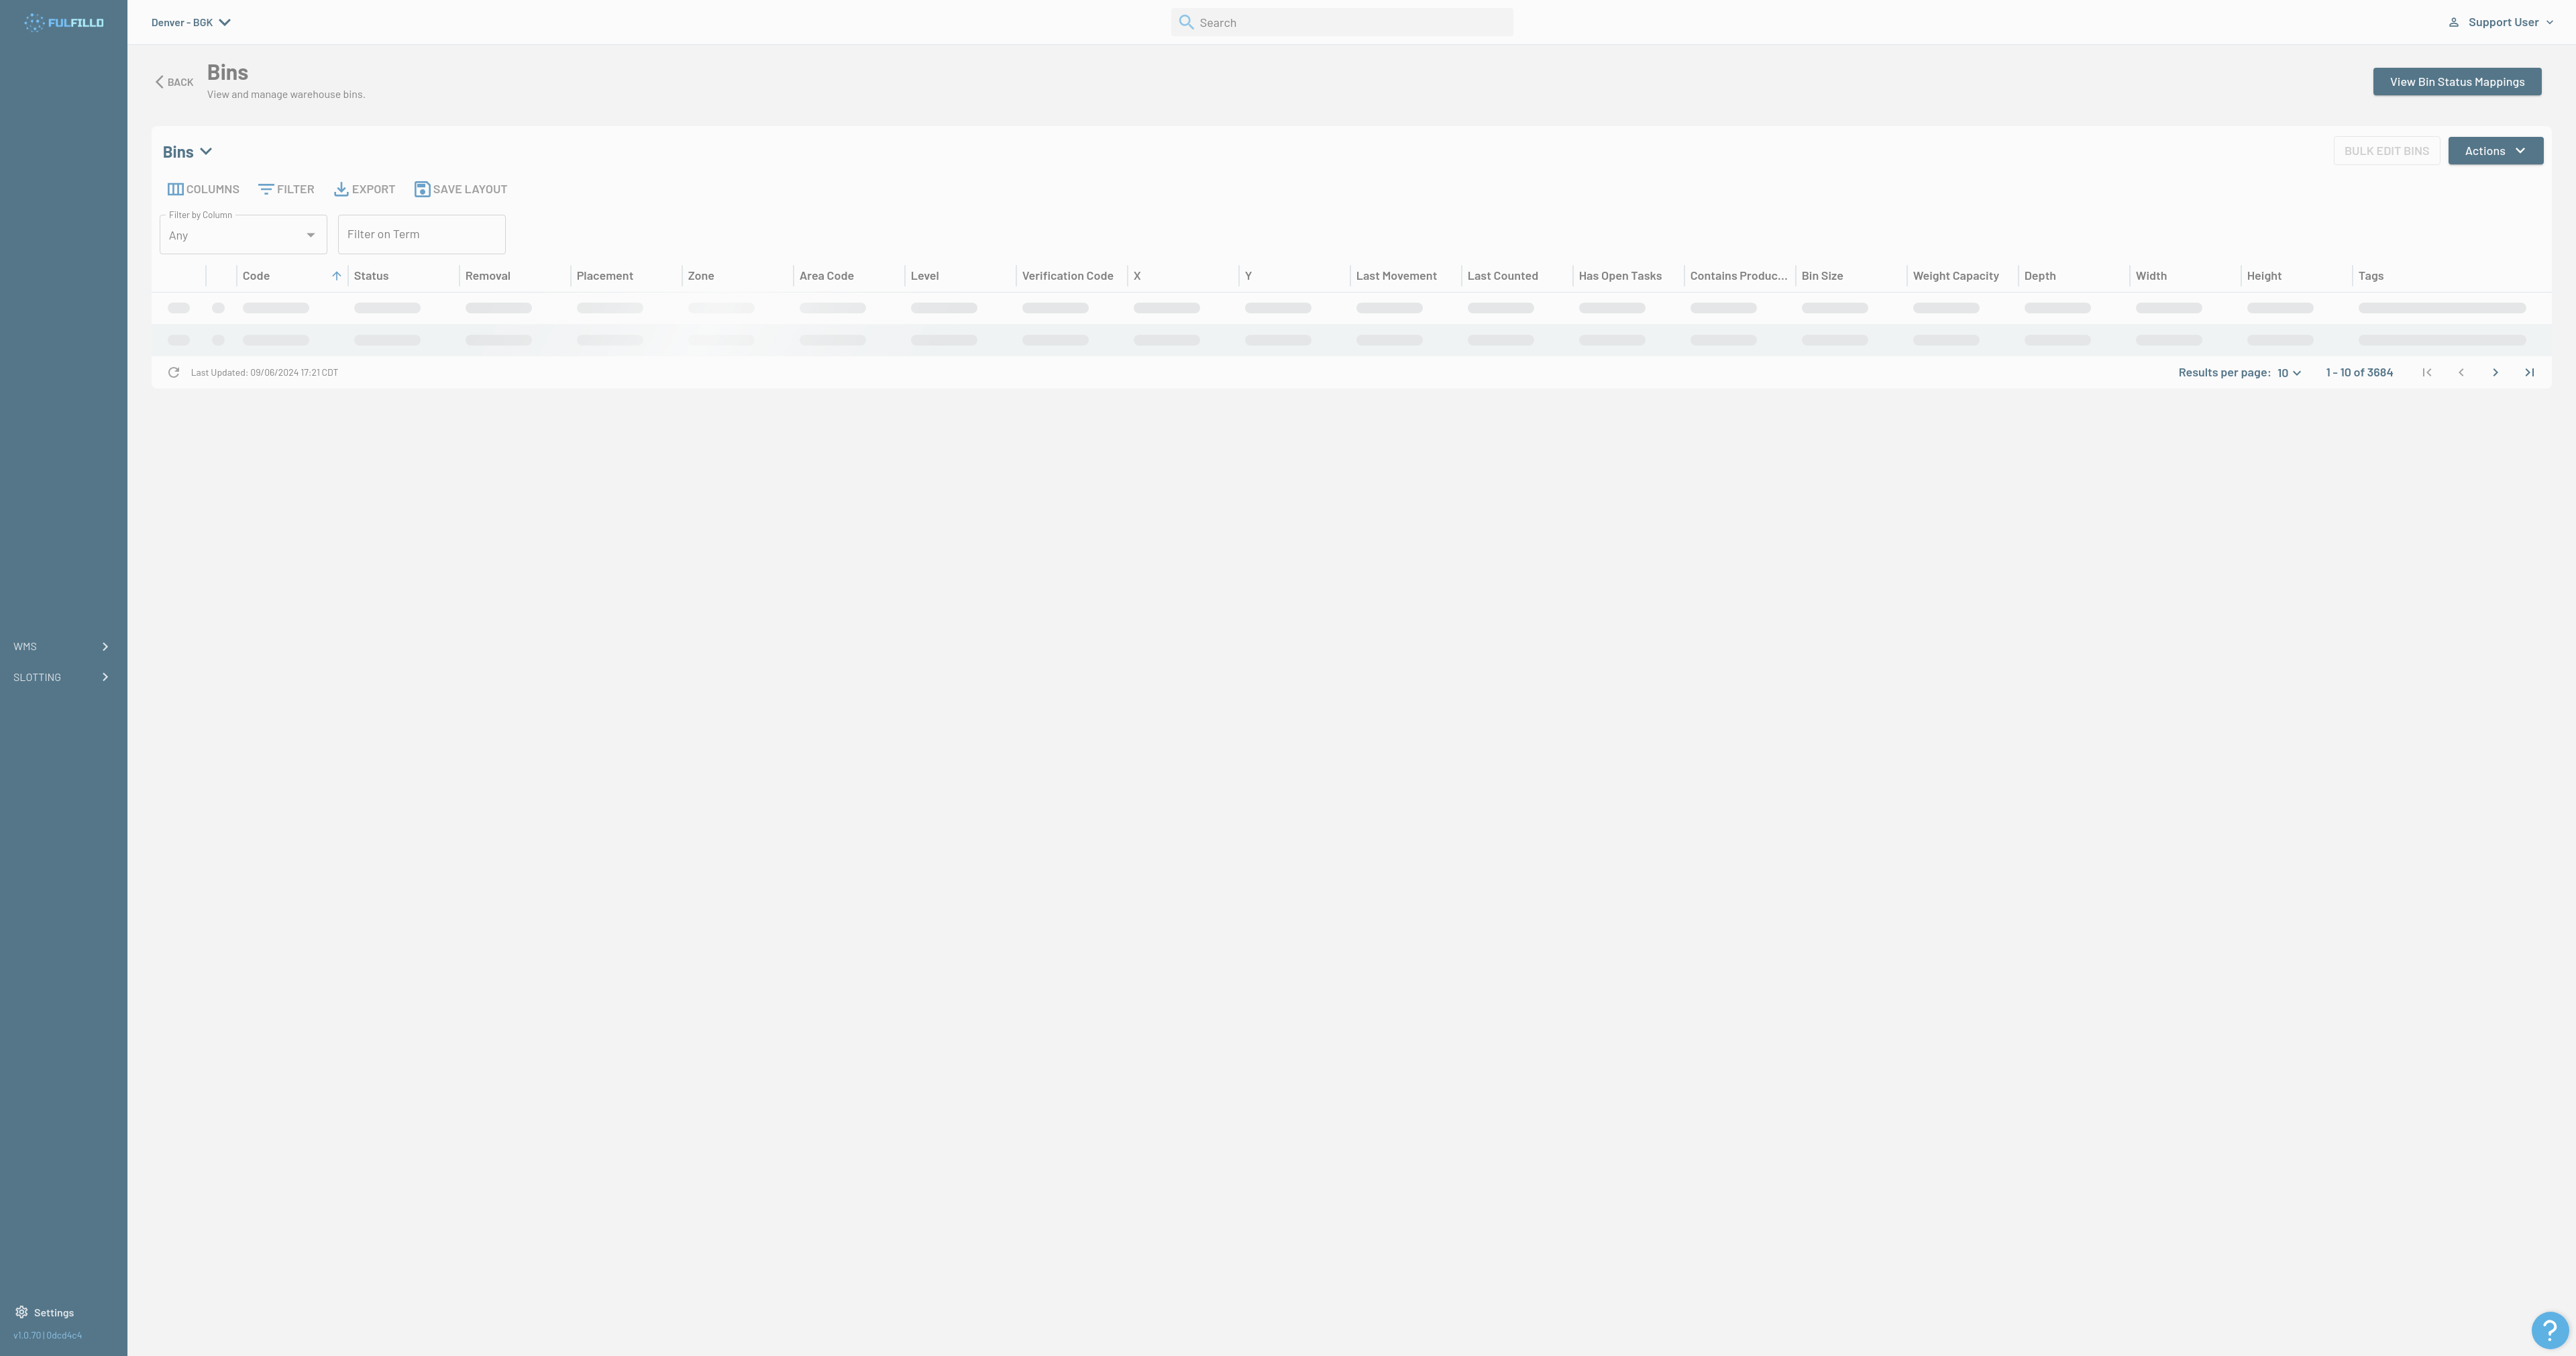 FULFILLD
Denver - BGK
Search
Support User
BACK
Bins
View and manage warehouse bins.
View Bin Status Mappings
Bins
BULK EDIT BINS
Actions
COLUMNS FILTER EXPORT SAVE LAYOUT
Filter by Column
Any
Filter on Term
Code Status Removal Placement Zone Area Code Level Verification Code X Y Last Movement Last Counted Has Open Tasks Contains Produc... Bin Size Weight Capacity Depth Width Height Tags
Last Updated: 09/06/2024 17:21 CDT
Results per page: 10 1 - 10 of 3684
WMS
SLOTTING
Settings
v1.0.70 | 0dcd4c4